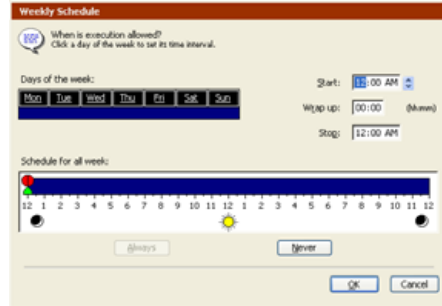 Weekly Schedule
When is execution allowed?
Click a day of the week to set its time interval.
Days of the week:
Mon Tue Wed Thu Fri Sat Sun
Start: 12:00 AM
Wrap up: 00:00 (hh:mm)
Stop: 12:00 AM
Schedule for all week:
12 1 2 3 4 5 6 7 8 9 10 11 12 1 2 3 4 5 6 7 8 9 10 11 12
Always Never
OK Cancel